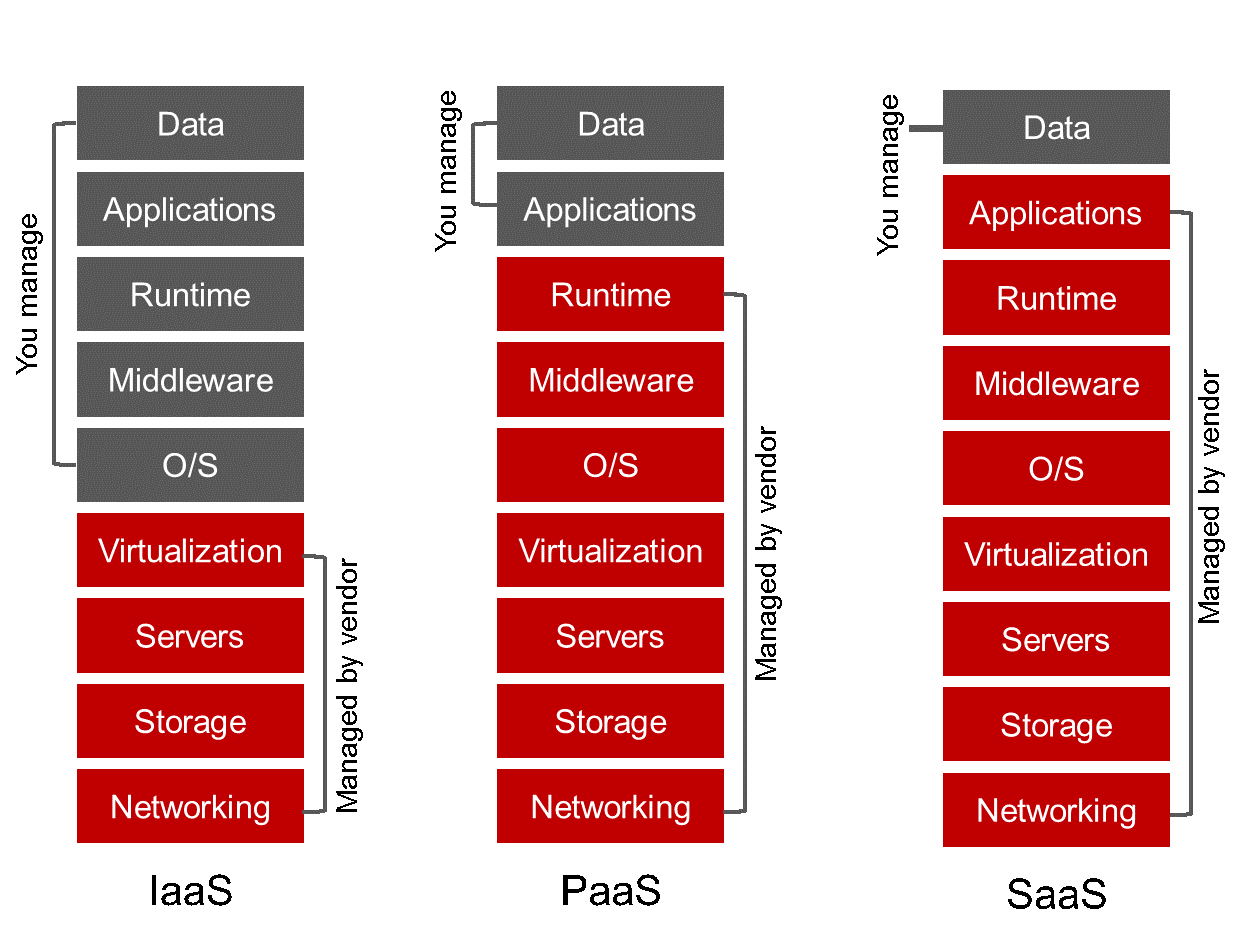 You manage
Data
Applications
Runtime
Middleware
O/S
Virtualization
Servers
Storage
Networking
Managed by vendor
IaaS
You manage
Data
Applications
Runtime
Middleware
O/S
Virtualization
Servers
Storage
Networking
Managed by vendor
PaaS
You manage
Data
Applications
Runtime
Middleware
O/S
Virtualization
Servers
Storage
Networking
Managed by vendor
SaaS